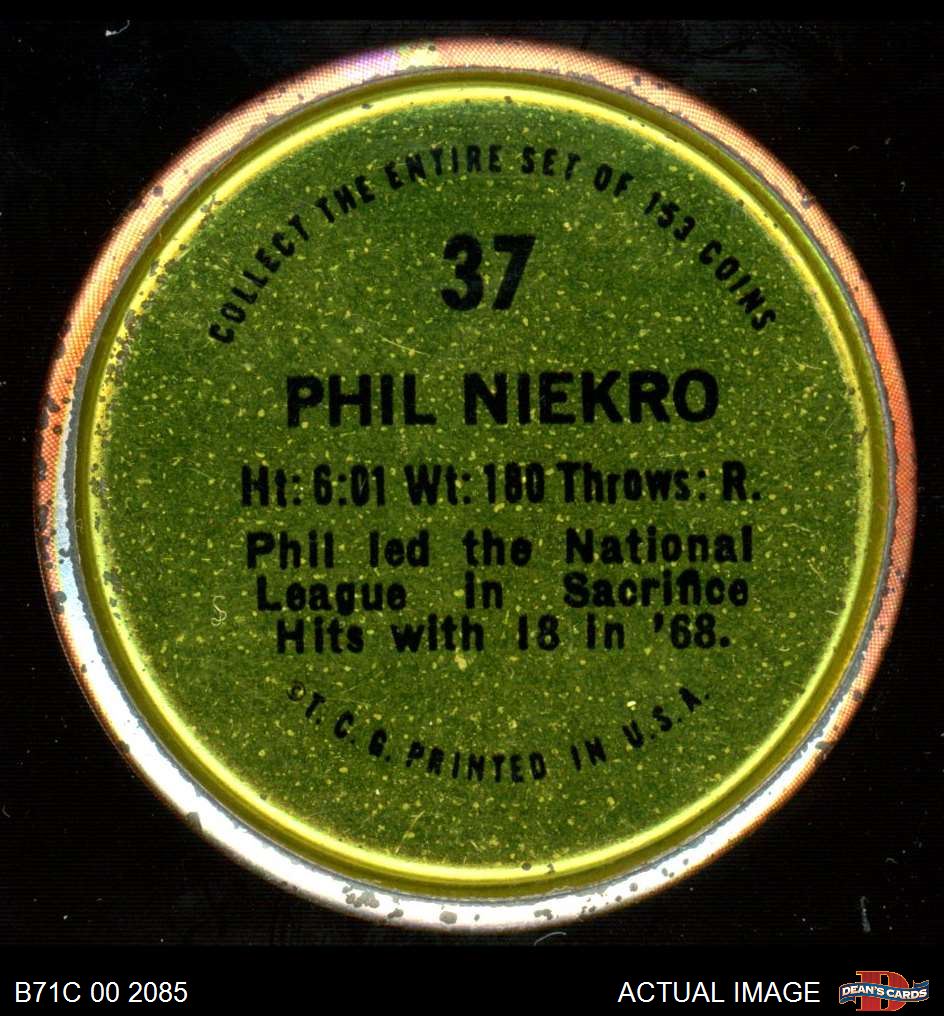 COLLECT THE ENTIRE SET OF 153 COINS
37
PHIL NIEKRO
Ht: 6:01 Wt: 180 Throws: R.
Phil led the National
League in Sacrifice
Hits with 18 in '68.
©T. C. G. PRINTED IN U.S.A.
B71C 00 2085
ACTUAL IMAGE
DEAN'S CARDS